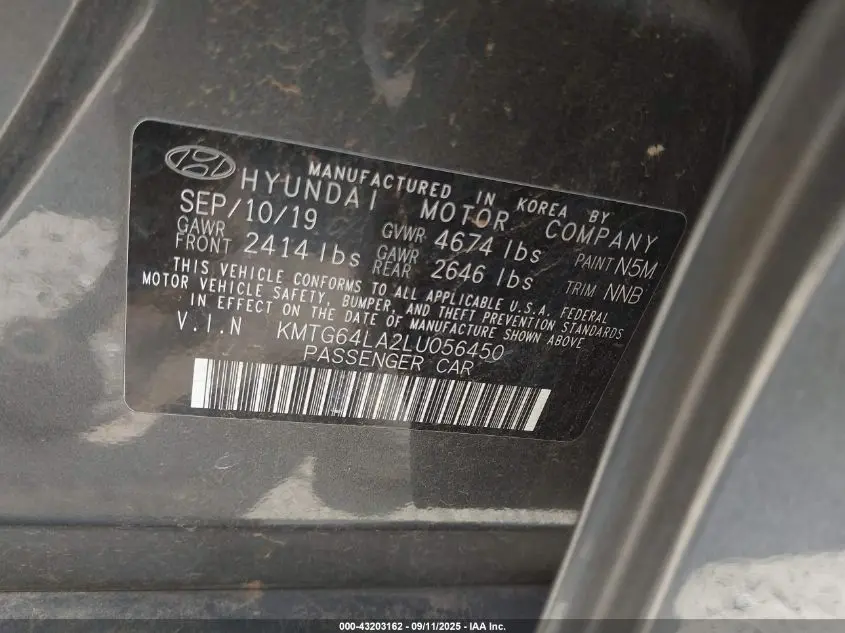 MANUFACTURED IN KOREA BY
HYUNDAI MOTOR COMPANY
SEP/10/19 GVWR 4674 lbs PAINT N5M
GAWR FRONT 2414 lbs GAWR REAR 2646 lbs TRIM NNB
THIS VEHICLE CONFORMS TO ALL APPLICABLE U.S.A. FEDERAL
MOTOR VEHICLE SAFETY, BUMPER, AND THEFT PREVENTION STANDARDS
IN EFFECT ON THE DATE OF MANUFACTURE SHOWN ABOVE
V.I.N KMTG64LA2LU056450
PASSENGER CAR
000-43203162 - 09/11/2025 - IAA Inc.